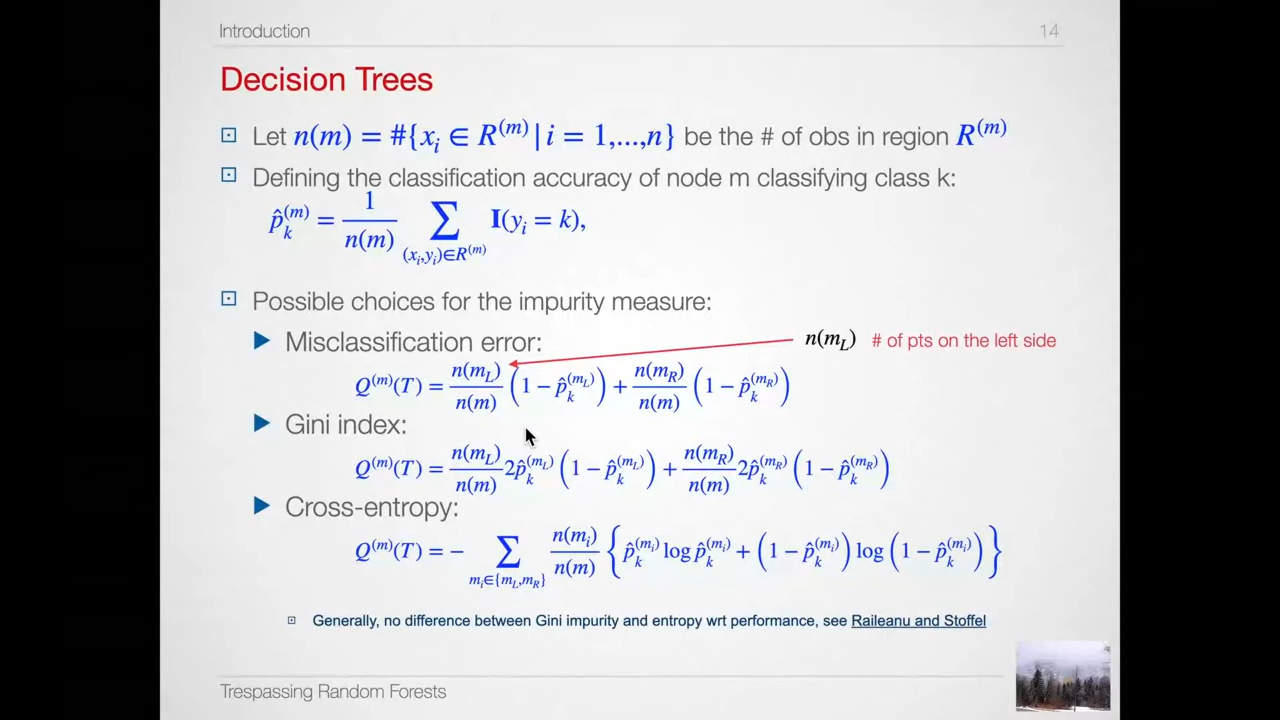 Introduction 14
Decision Trees
Let n(m) = #{x_i ∈ R^(m) | i = 1,...,n} be the # of obs in region R^(m)
Defining the classification accuracy of node m classifying class k:
p̂_k^(m) = 1/n(m) ∑_{(x_i,y_i)∈R^(m)} I(y_i = k),
Possible choices for the impurity measure:
Misclassification error:
n(m_L) # of pts on the left side
Q^(m)(T) = n(m_L)/n(m) (1 − p̂_k^(m_L)) + n(m_R)/n(m) (1 − p̂_k^(m_R))
Gini index:
Q^(m)(T) = n(m_L)/n(m) 2p̂_k^(m_L) (1 − p̂_k^(m_L)) + n(m_R)/n(m) 2p̂_k^(m_R) (1 − p̂_k^(m_R))
Cross-entropy:
Q^(m)(T) = − ∑_{m_i∈{m_L,m_R}} n(m_i)/n(m) {p̂_k^(m_i) log p̂_k^(m_i) + (1 − p̂_k^(m_i)) log (1 − p̂_k^(m_i))}
Generally, no difference between Gini impurity and entropy wrt performance, see Raileanu and Stoffel
Trespassing Random Forests